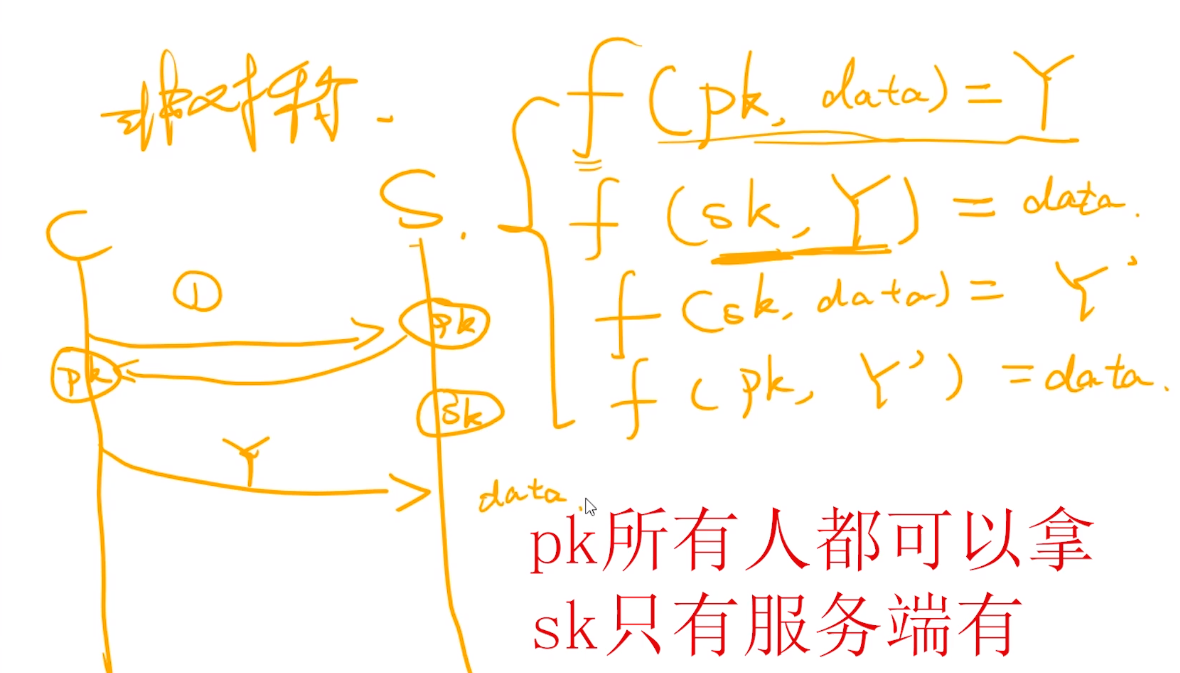 非对称.
f(pk, data) = Y
f(sk, Y) = data.
f(sk, data) = Y'
f(pk, Y') = data.
C
S.
①
pk
pk
sk
Y
data.
pk所有人都可以拿
sk只有服务端有